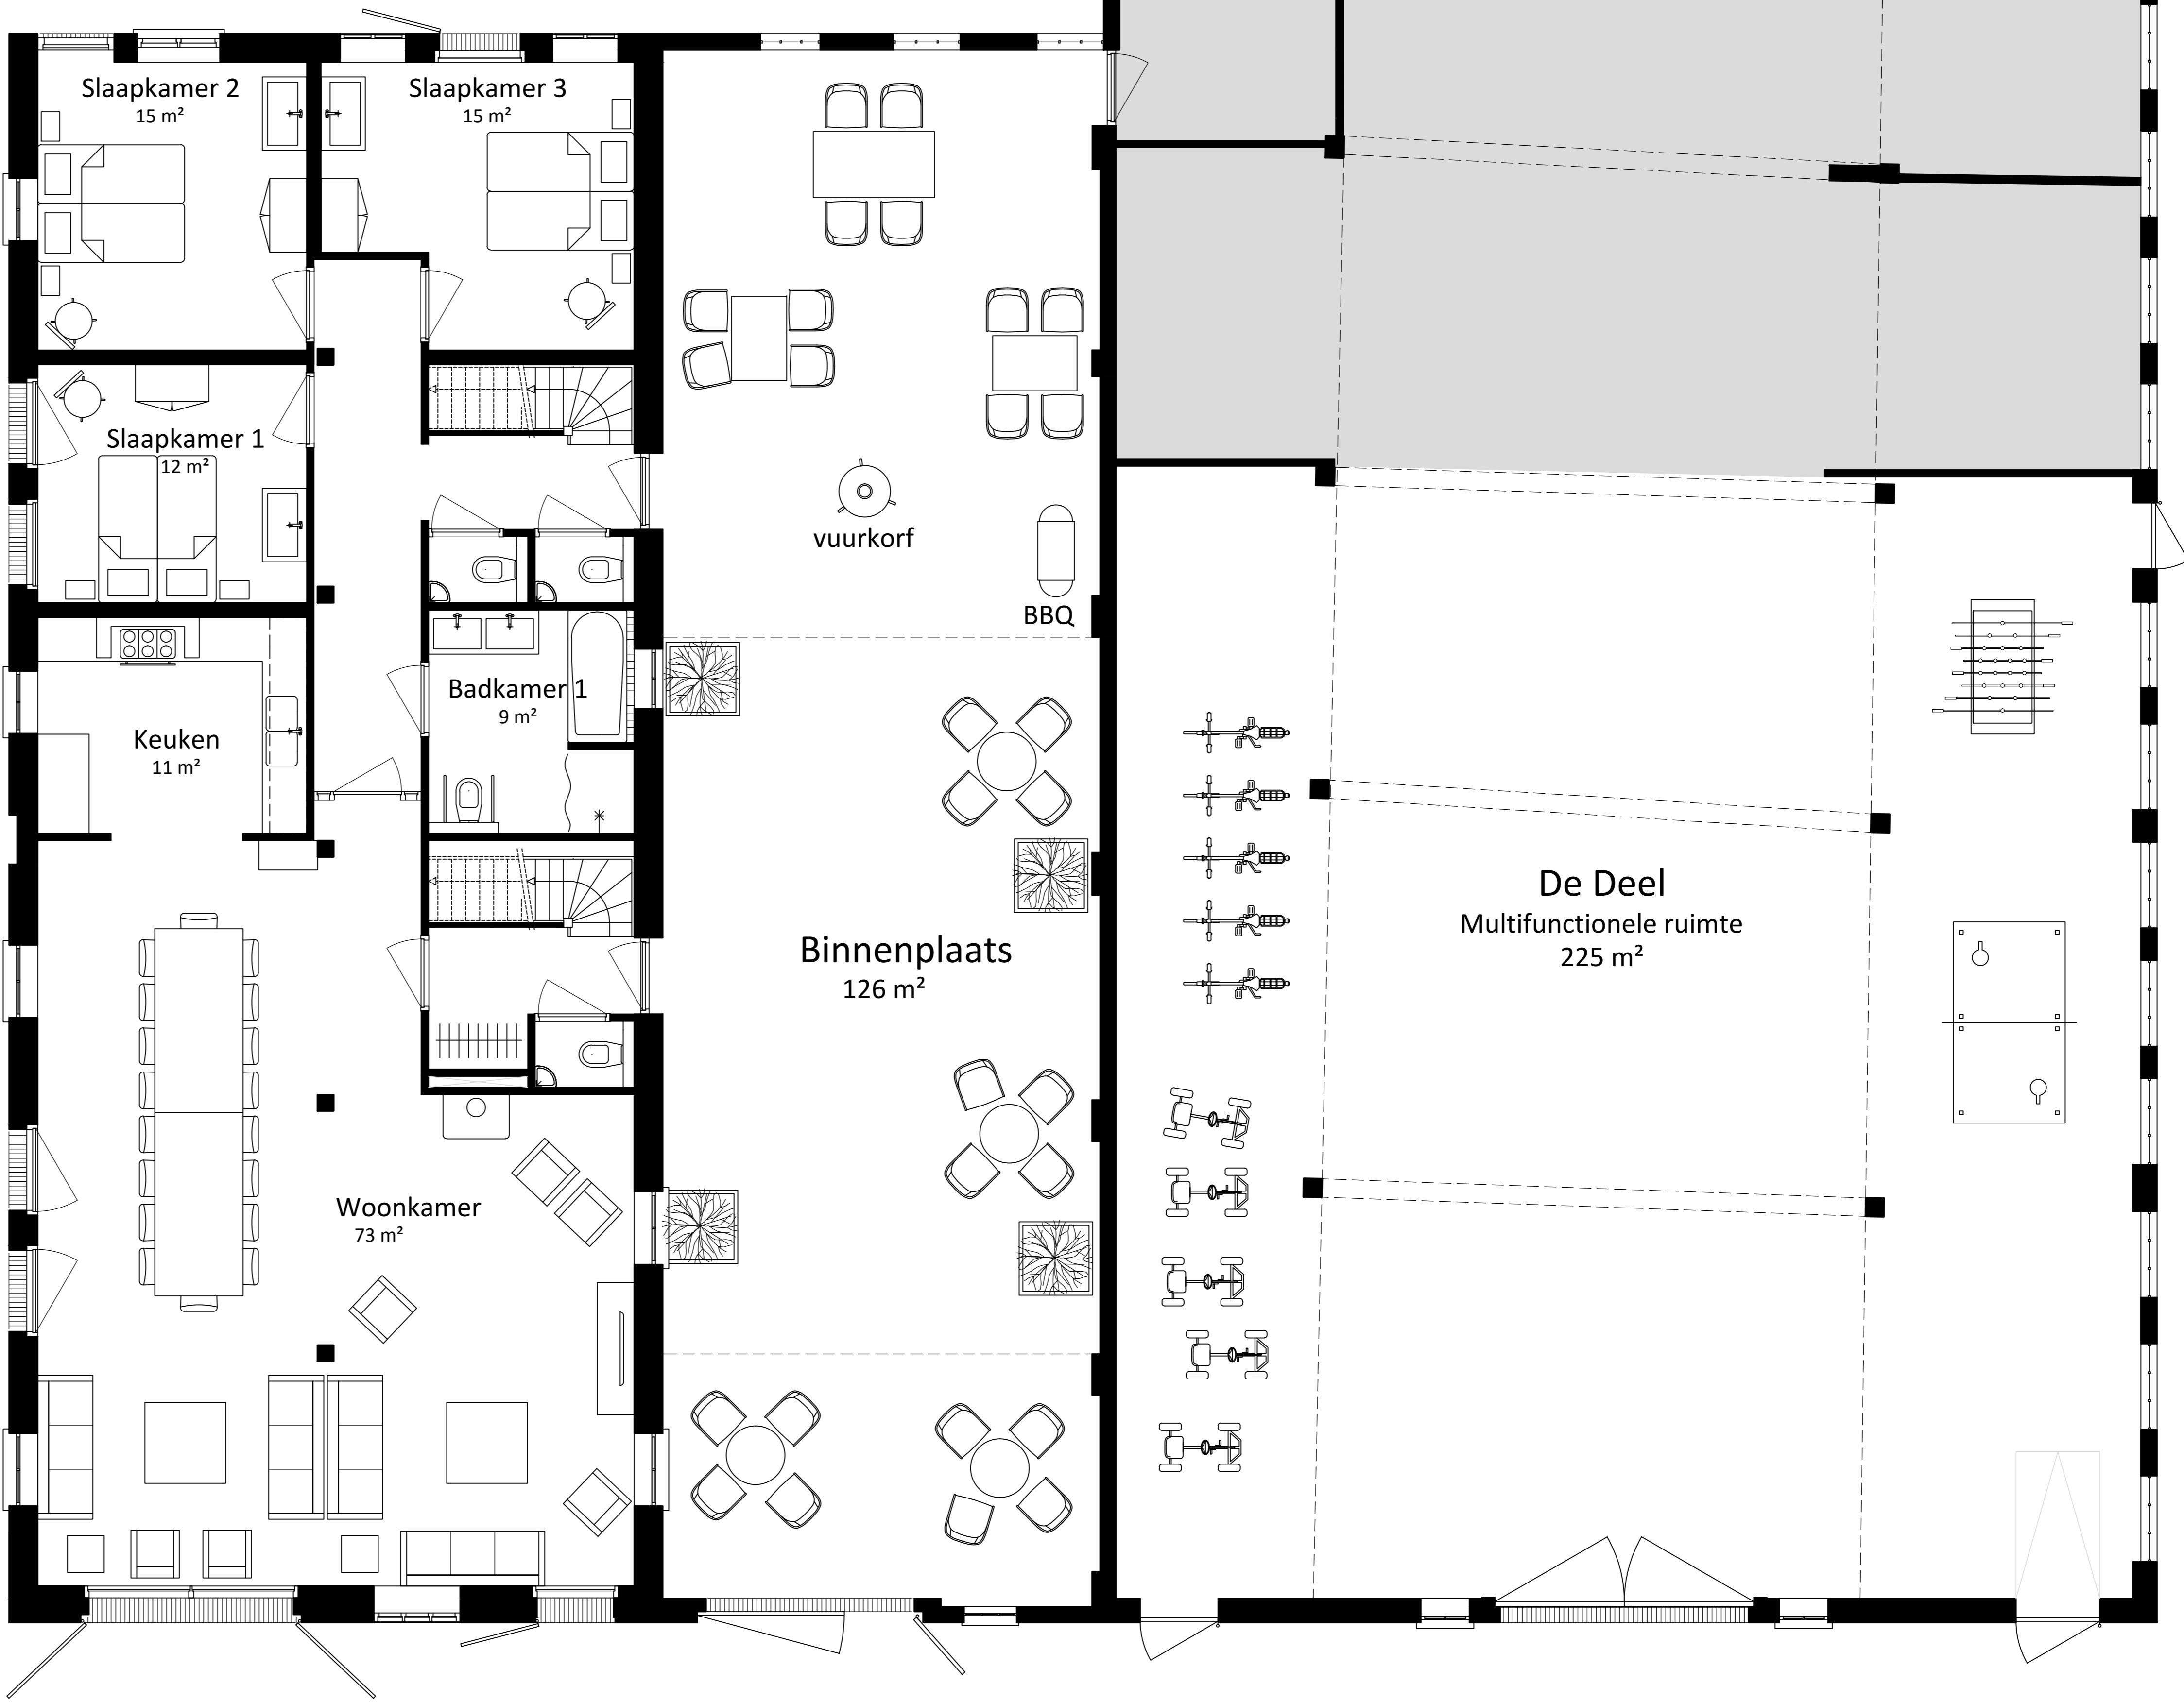 Slaapkamer 2
15 m²
Slaapkamer 3
15 m²
Slaapkamer 1
12 m²
vuurkorf
BBQ
Badkamer 1
9 m²
Keuken
11 m²
De Deel
Multifunctionele ruimte
225 m²
Binnenplaats
126 m²
Woonkamer
73 m²